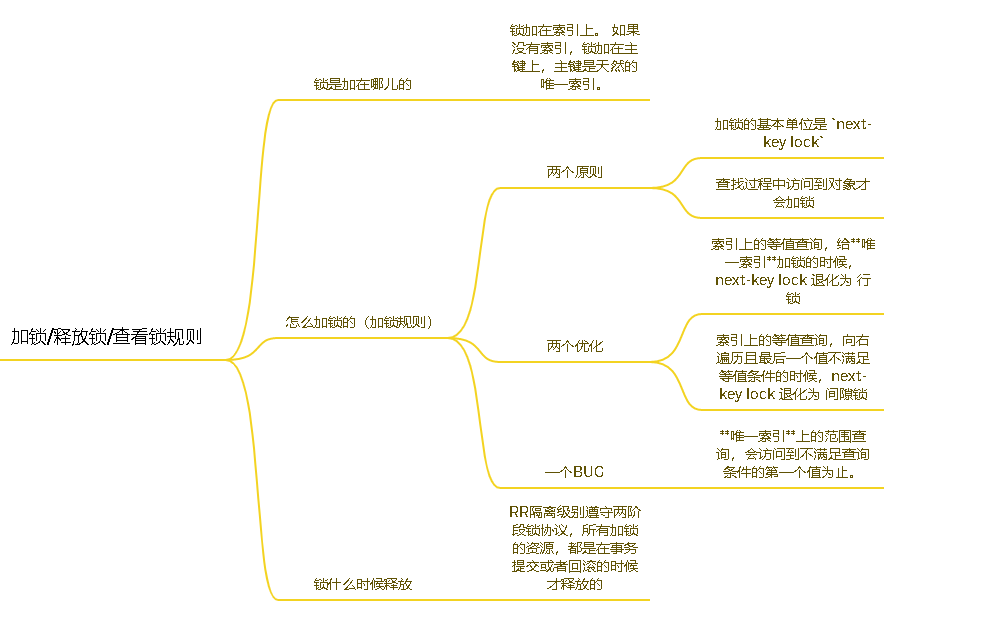 加锁/释放锁/查看锁规则
锁是加在哪儿的
锁加在索引上。 如果
没有索引，锁加在主
键上，主键是天然的
唯一索引。
怎么加锁的（加锁规则）
两个原则
加锁的基本单位是 `next-
key lock`
查找过程中访问到对象才
会加锁
两个优化
索引上的等值查询，给**唯
一索引**加锁的时候，
next-key lock 退化为 行
锁
索引上的等值查询，向右
遍历且最后一个值不满足
等值条件的时候，next-
key lock 退化为 间隙锁
一个BUG
**唯一索引**上的范围查
询，会访问到不满足查询
条件的第一个值为止。
锁什么时候释放
RR隔离级别遵守两阶
段锁协议，所有加锁
的资源，都是在事务
提交或者回滚的时候
才释放的